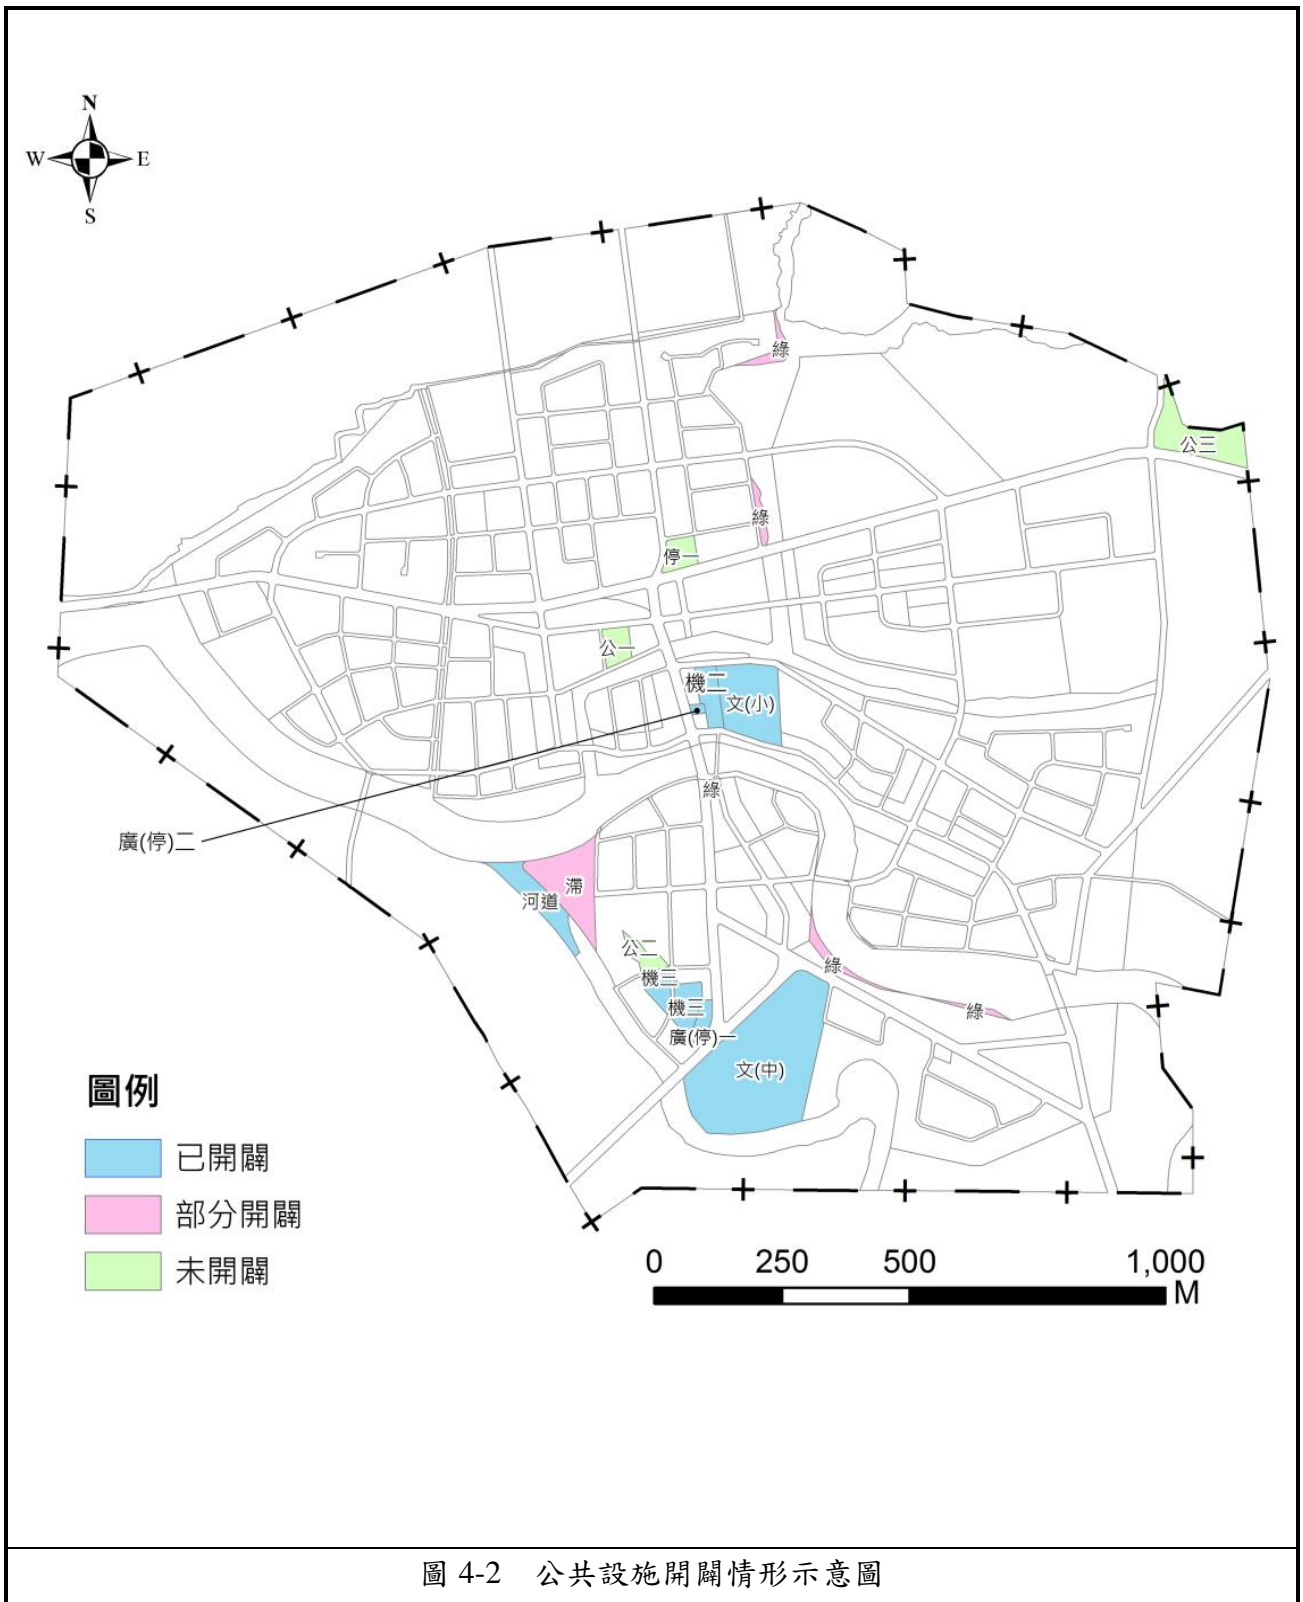 N
W
E
S
綠
公三
綠
停一
公一
機二
文(小)
綠
廣(停)二
滯
河道
公二
綠
機三
機三
綠
廣(停)一
文(中)
圖例
已開闢
部分開闢
未開闢
0 250 500 1,000
M
圖 4-2 公共設施開闢情形示意圖